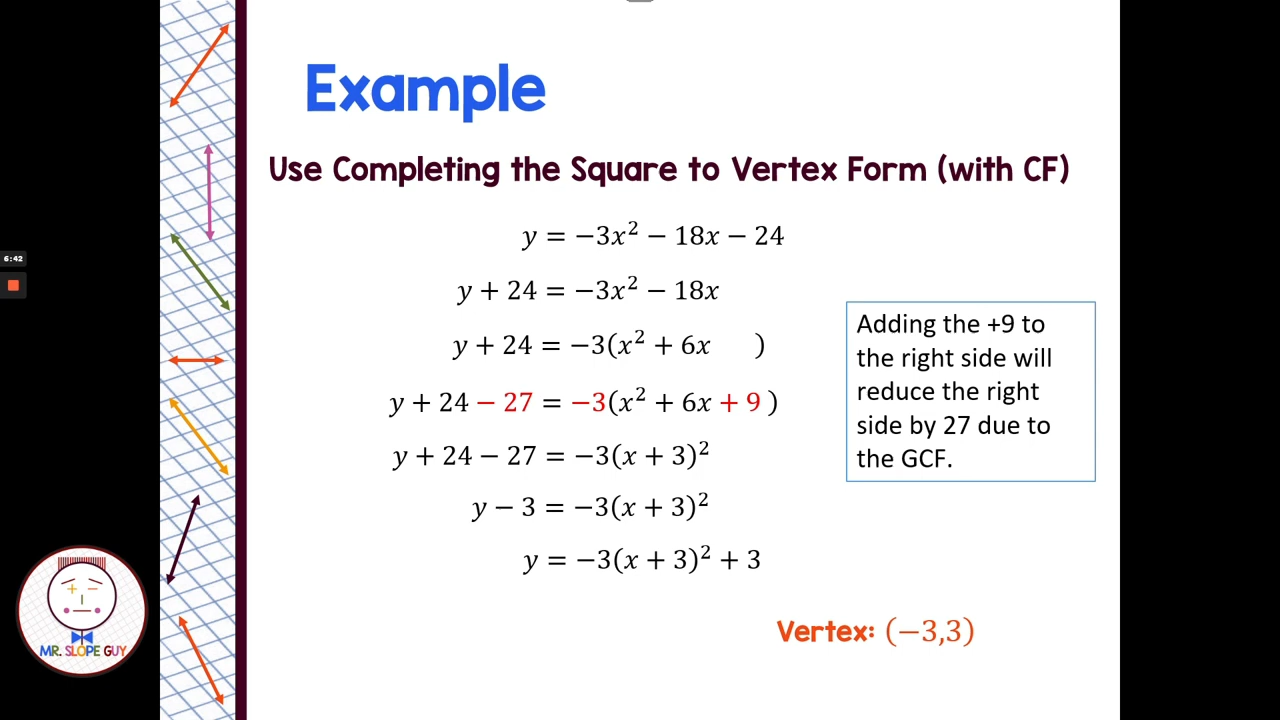 Example
Use Completing the Square to Vertex Form (with CF)
y = −3x² − 18x − 24
y + 24 = −3x² − 18x
y + 24 = −3(x² + 6x      )
y + 24 − 27 = −3(x² + 6x + 9 )
y + 24 − 27 = −3(x + 3)²
y − 3 = −3(x + 3)²
y = −3(x + 3)² + 3
Adding the +9 to
the right side will
reduce the right
side by 27 due to
the GCF.
Vertex: (−3,3)
6:42
MR. SLOPE GUY